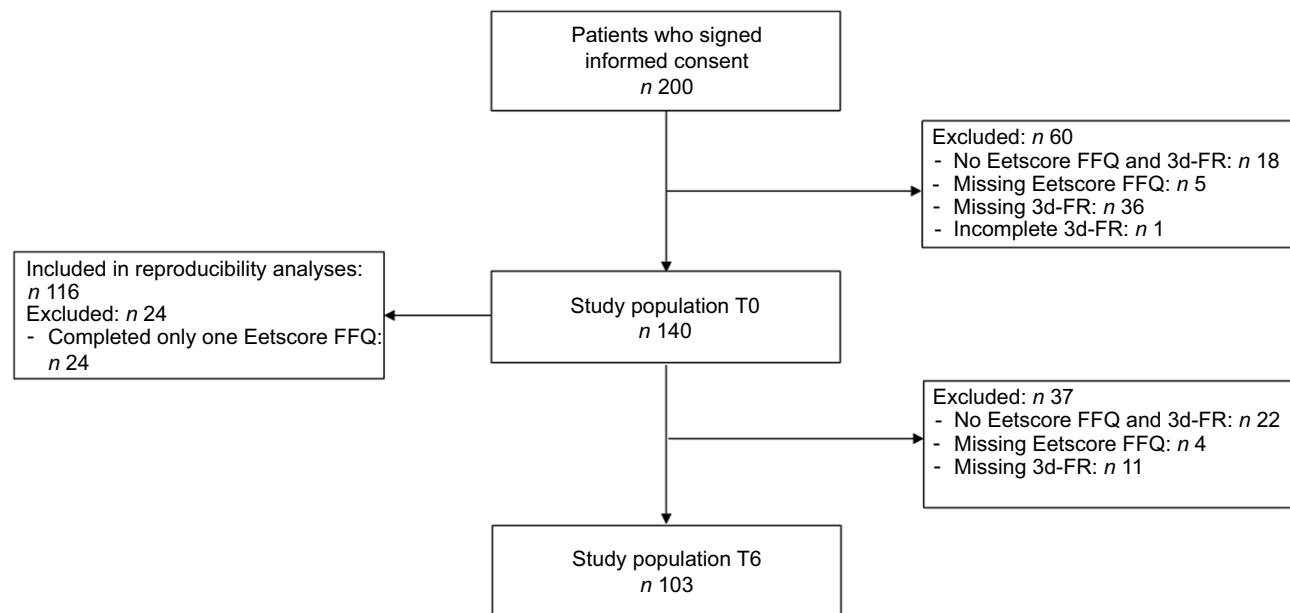 Patients who signed
informed consent
n 200
Excluded: n 60
- No Eetscore FFQ and 3d-FR: n 18
- Missing Eetscore FFQ: n 5
- Missing 3d-FR: n 36
- Incomplete 3d-FR: n 1
Included in reproducibility analyses:
n 116
Excluded: n 24
- Completed only one Eetscore FFQ:
n 24
Study population T0
n 140
Excluded: n 37
- No Eetscore FFQ and 3d-FR: n 22
- Missing Eetscore FFQ: n 4
- Missing 3d-FR: n 11
Study population T6
n 103